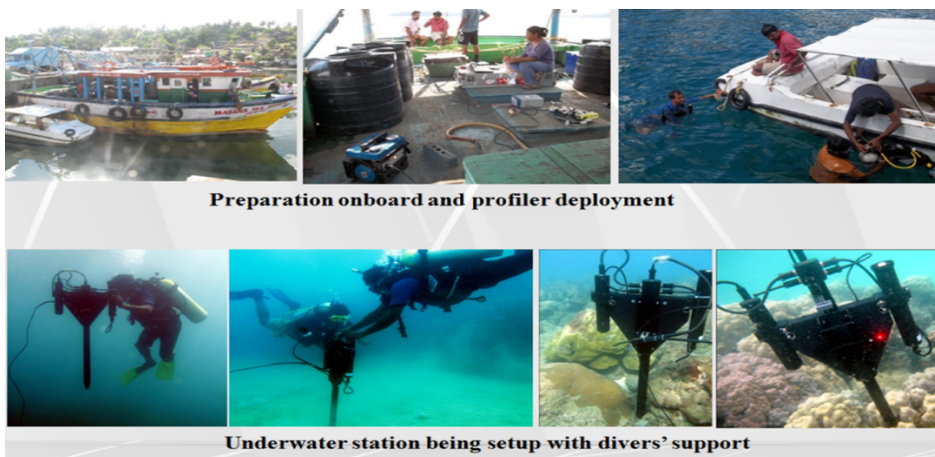 Preparation onboard and profiler deployment
Underwater station being setup with divers' support